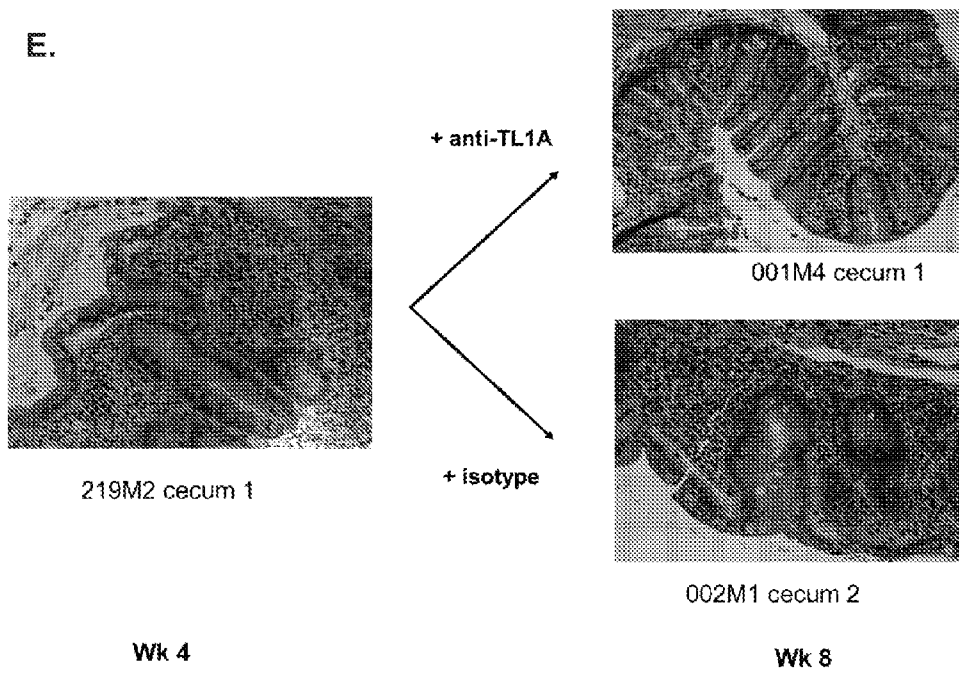 E.
+ anti-TL1A
001M4 cecum 1
219M2 cecum 1
+ isotype
002M1 cecum 2
Wk 4
Wk 8